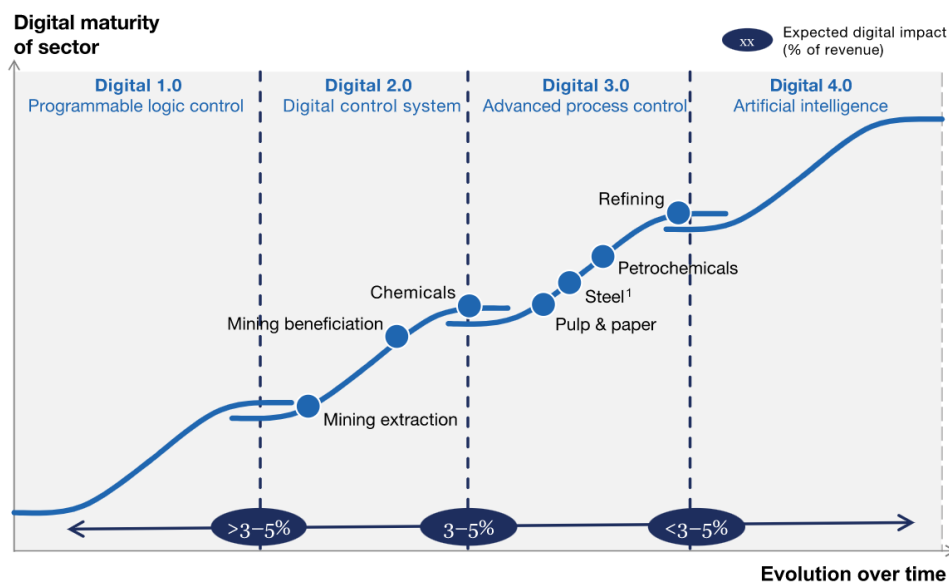 Digital maturity
of sector
xx
Expected digital impact
(% of revenue)
Digital 1.0
Programmable logic control
Digital 2.0
Digital control system
Digital 3.0
Advanced process control
Digital 4.0
Artificial intelligence
Refining
Petrochemicals
Chemicals
Steel¹
Mining beneficiation
Pulp & paper
Mining extraction
>3–5%
3–5%
<3–5%
Evolution over time